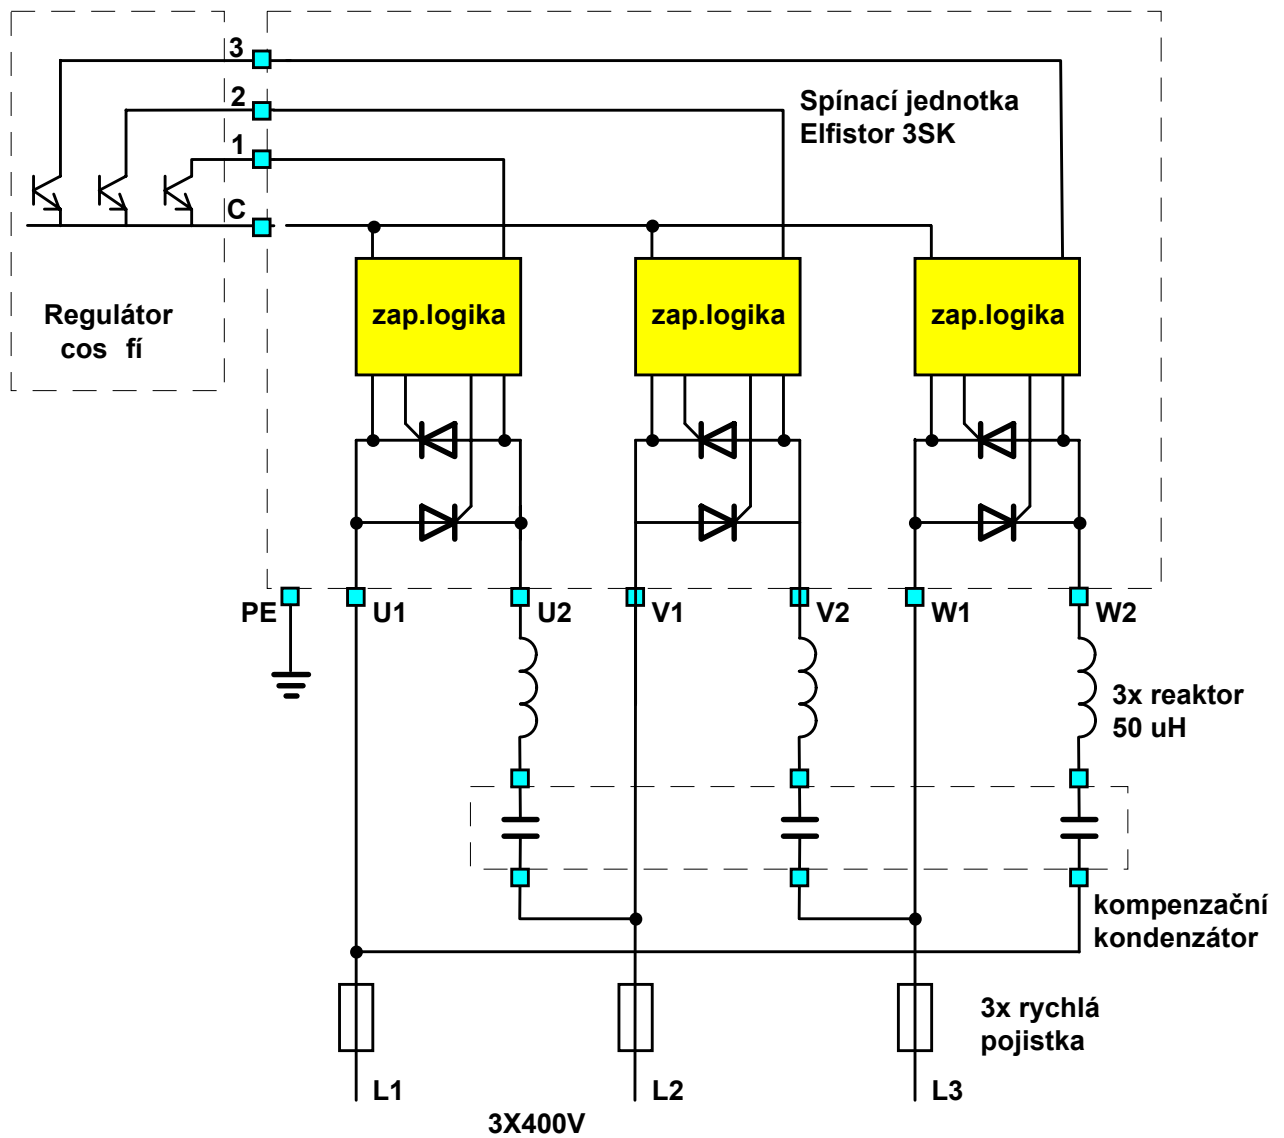 3
2
1
C
Spínací jednotka
Elfistor 3SK
Regulátor
cos fí
zap.logika
zap.logika
zap.logika
PE
U1
U2
V1
V2
W1
W2
3x reaktor
50 uH
kompenzační
kondenzátor
3x rychlá
pojistka
L1
L2
L3
3X400V